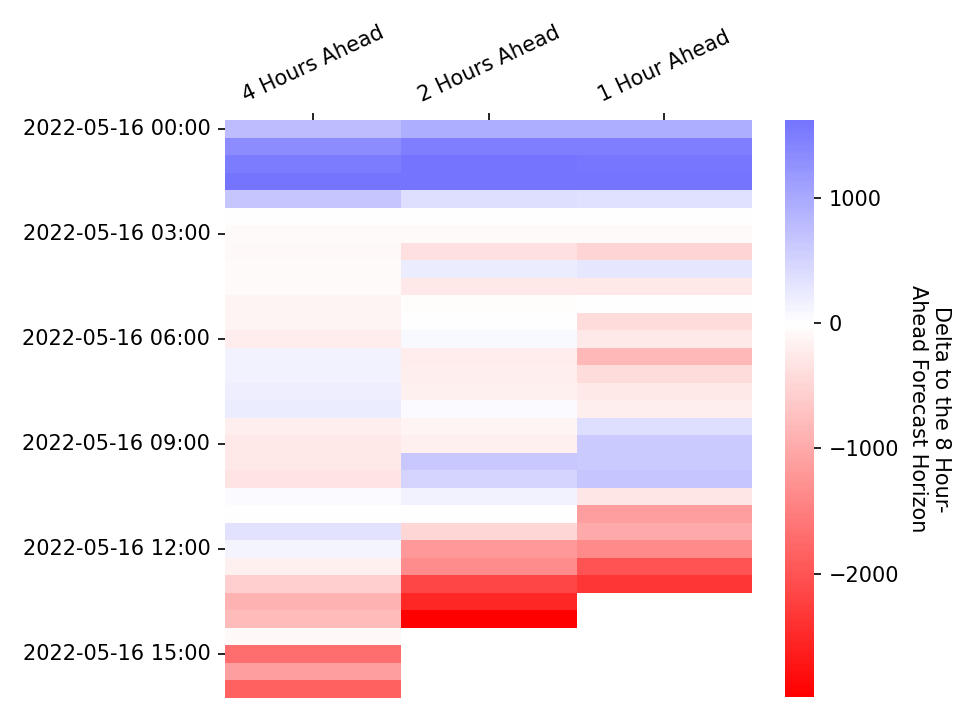 4 Hours Ahead
2 Hours Ahead
1 Hour Ahead
2022-05-16 00:00
2022-05-16 03:00
2022-05-16 06:00
2022-05-16 09:00
2022-05-16 12:00
2022-05-16 15:00
1000
0
−1000
−2000
Delta to the 8 Hour-
Ahead Forecast Horizon